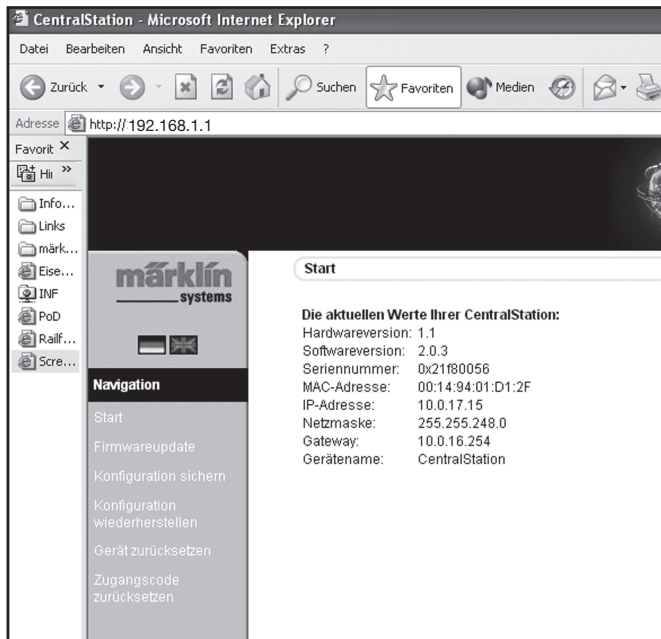 CentralStation - Microsoft Internet Explorer
Datei Bearbeiten Ansicht Favoriten Extras ?
Zurück Suchen Favoriten Medien
Adresse http://192.168.1.1
Favorit ×
Hi »
Info...
Links
märk...
Eise...
INF
PoD
Railf...
Scre...
märklin
systems
Navigation
Start
Firmwareupdate
Konfiguration sichern
Konfiguration
wiederherstellen
Gerät zurücksetzen
Zugangscode
zurücksetzen
Start
Die aktuellen Werte Ihrer CentralStation:
Hardwareversion: 1.1
Softwareversion: 2.0.3
Seriennummer: 0x21f80056
MAC-Adresse: 00:14:94:01:D1:2F
IP-Adresse: 10.0.17.15
Netzmaske: 255.255.248.0
Gateway: 10.0.16.254
Gerätename: CentralStation